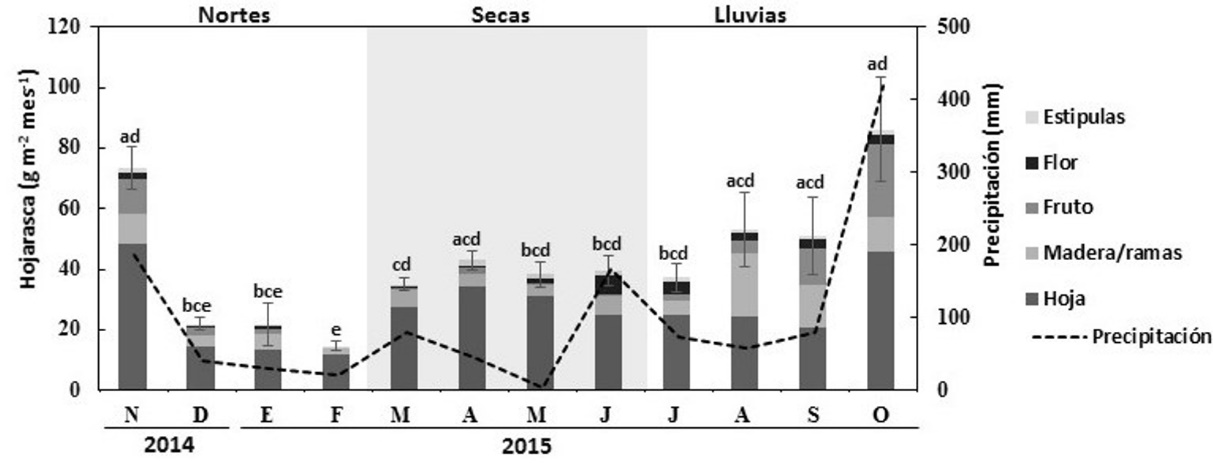 Nortes Secas Lluvias
120 500
100 400
80 300
60 200
40 100
20 0
0
Hojarasca (g m⁻² mes⁻¹)
Precipitación (mm)
ad bce bce e cd acd bcd bcd bcd acd acd ad
N D E F M A M J J A S O
2014 2015
Estipulas
Flor
Fruto
Madera/ramas
Hoja
Precipitación